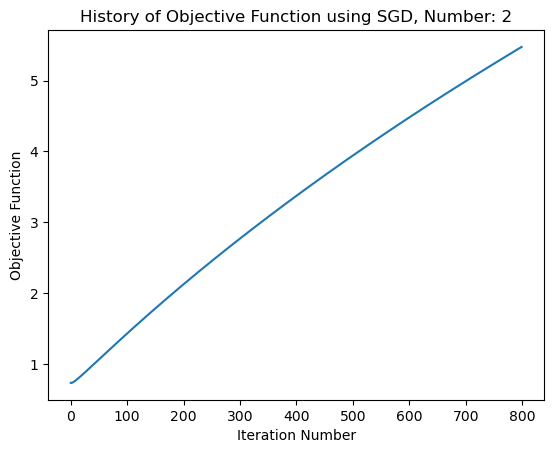 History of Objective Function using SGD, Number: 2
5
4
3
2
1
Objective Function
0 100 200 300 400 500 600 700 800
Iteration Number